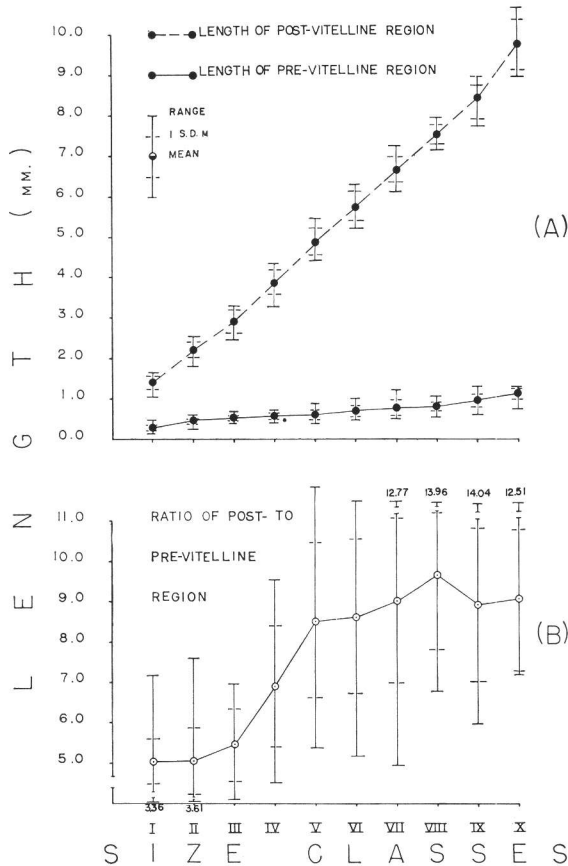 10.0
LENGTH OF POST-VITELLINE REGION
9.0
LENGTH OF PRE-VITELLINE REGION
8.0
RANGE
1 S.D.M
7.0
MEAN
6.0
5.0
4.0
3.0
2.0
1.0
0.0
(A)
LENGTH (MM.)
12.77 13.96 14.04 12.51
11.0
RATIO OF POST- TO
10.0
PRE-VITELLINE
9.0
REGION
8.0
7.0
6.0
5.0
(B)
3.36 3.61
I II III IV V VI VII VIII IX X
SIZE CLASSES